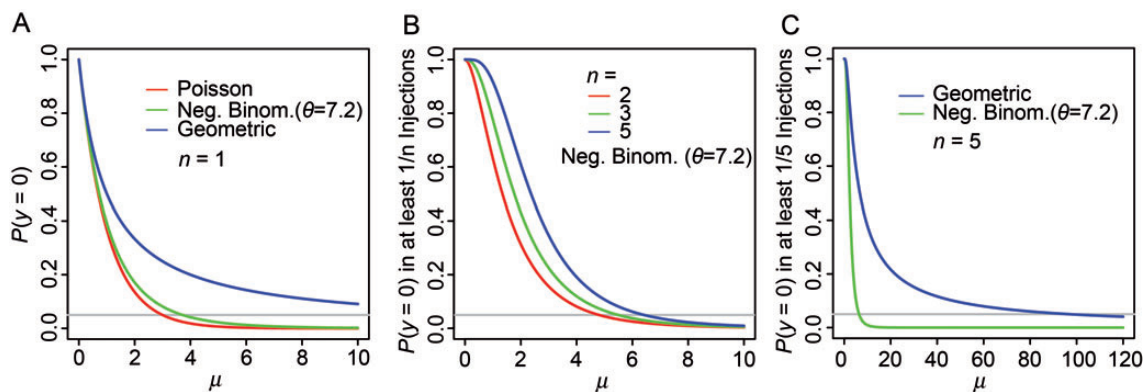 A
P(y = 0)
1.0
0.8
0.6
0.4
0.2
0.0
Poisson
Neg. Binom.(θ=7.2)
Geometric
n = 1
0 2 4 6 8 10
μ
B
P(y = 0) in at least 1/n Injections
1.0
0.8
0.6
0.4
0.2
0.0
n =
2
3
5
Neg. Binom. (θ=7.2)
0 2 4 6 8 10
μ
C
P(y = 0) in at least 1/5 Injections
1.0
0.8
0.6
0.4
0.2
0.0
Geometric
Neg. Binom.(θ=7.2)
n = 5
0 20 40 60 80 100 120
μ